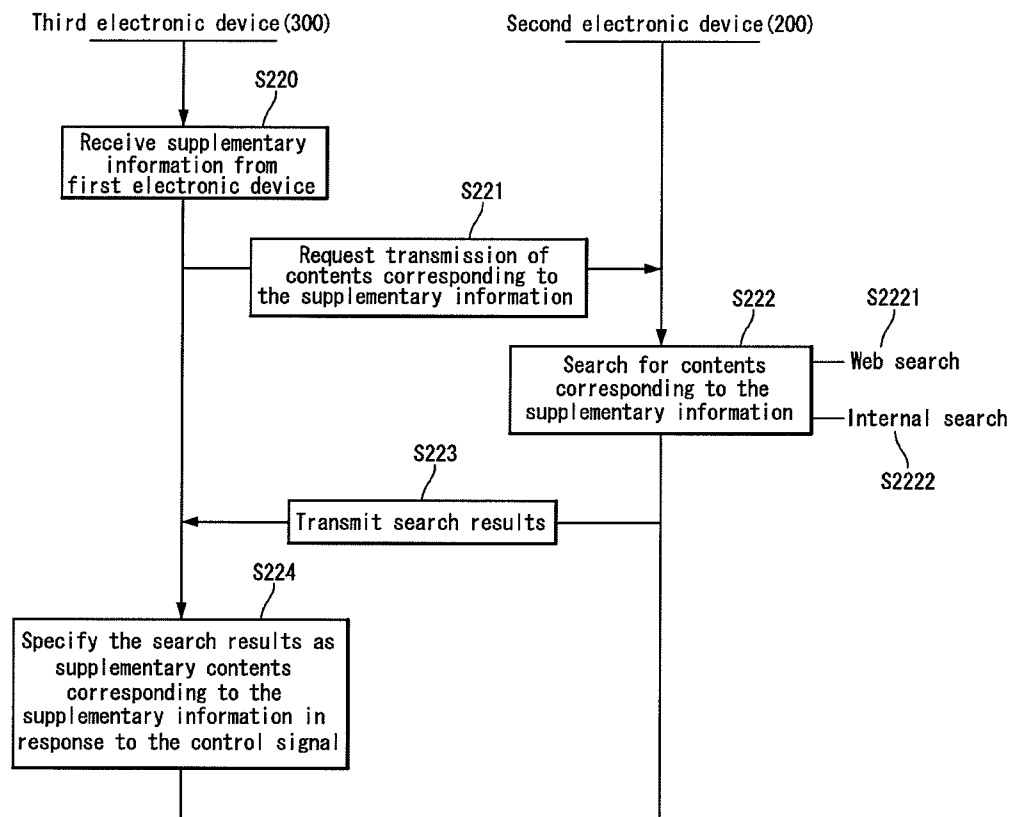 Third electronic device(300)
Second electronic device(200)
S220
Receive supplementary
information from
first electronic device
S221
Request transmission of
contents corresponding to
the supplementary information
S222
Search for contents
corresponding to the
supplementary information
S2221
Web search
Internal search
S2222
S223
Transmit search results
S224
Specify the search results as
supplementary contents
corresponding to the
supplementary information in
response to the control signal